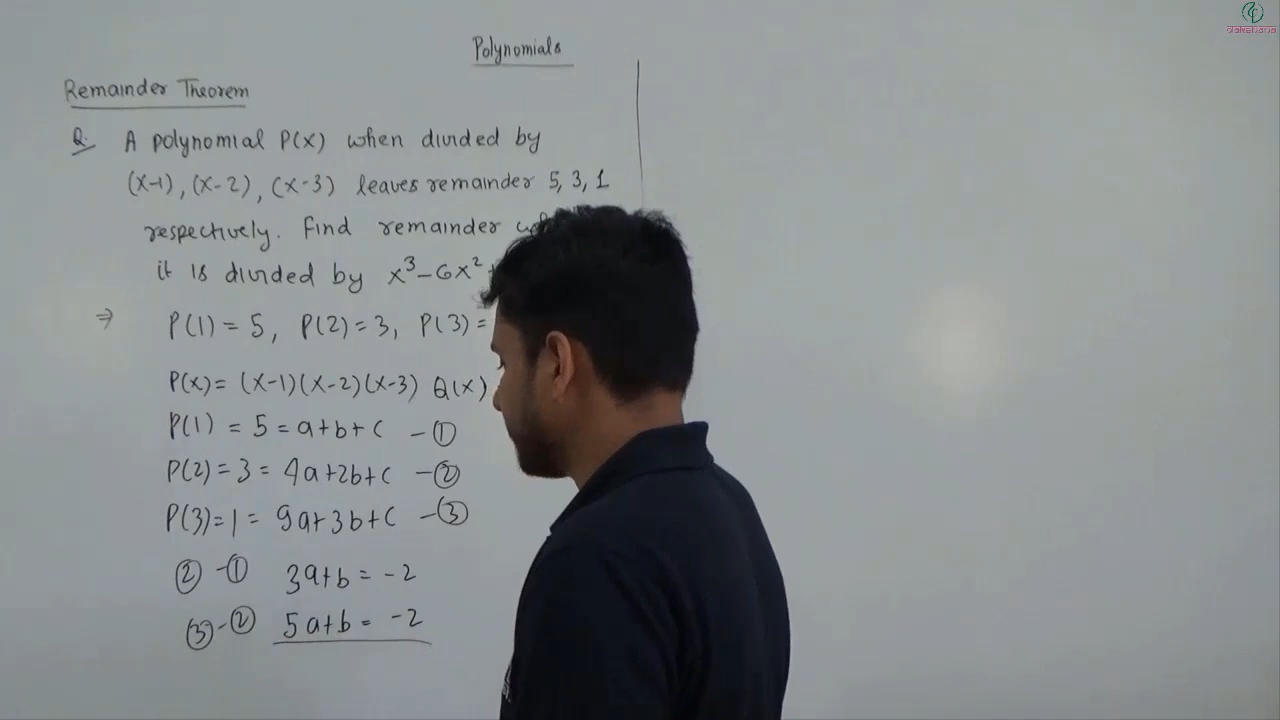 Polynomials
Remainder Theorem
Q. A polynomial P(x) when divided by
(x-1), (x-2), (x-3) leaves remainder 5, 3, 1
respectively. Find remainder
it is divided by x³-6x²
⇒ P(1) = 5, P(2) = 3, P(3) =
P(x) = (x-1)(x-2)(x-3) Q(x)
P(1) = 5 = a+b+c -①
P(2) = 3 = 4a+2b+c -②
P(3) = 1 = 9a+3b+c -③
② - ① 3a+b = -2
③ - ② 5a+b = -2